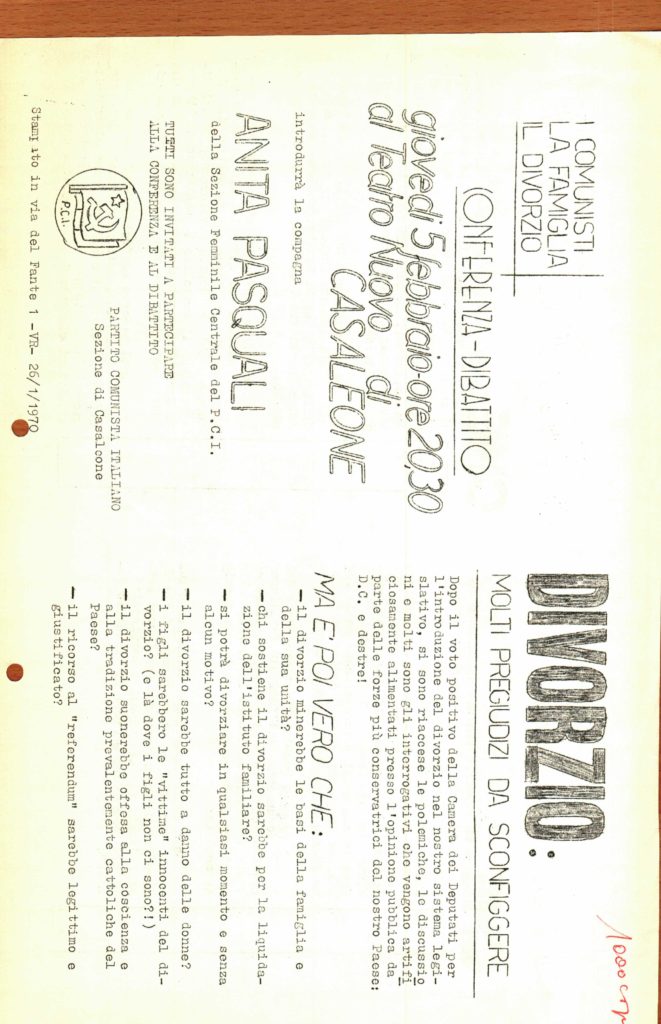 I COMUNISTI
LA FAMIGLIA
IL DIVORZIO
CONFERENZA-DIBATTITO
giovedì 5 febbraio-ore 20,30
al Teatro Nuovo
di
CASALEONE
introdurrà la compagna
ANITA PASQUALI
della Sezione Femminile Centrale del P.C.I.
TUTTI SONO INVITATI A PARTECIPARE
ALLA CONFERENZA E AL DIBATTITO
P.C.I.
PARTITO COMUNISTA ITALIANO
Sezione di Casaleone
Stampato in via del Fante 1 -VR- 26/1/1970
1000 cop
DIVORZIO:
MOLTI PREGIUDIZI DA SCONFIGGERE
Dopo il voto positivo della Camera dei Deputati per
l'introduzione del divorzio nel nostro sistema legi-
slativo, si sono riaccese le polemiche, le discussio
ni e molti sono gli interrogativi che vengono artifi
ciosamente alimentati presso l'opinione pubblica da
parte delle forze più conservatrici del nostro Paese:
D.C. e destre!
MA E' POI VERO CHE:
- il divorzio minerebbe le basi della famiglia e
della sua unità?
- chi sostiene il divorzio sarebbe per la liquida-
zione dell'istituto familiare?
- si potrà divorziare in qualsiasi momento e senza
alcun motivo?
- il divorzio sarebbe tutto a danno delle donne?
- i figli sarebbero le "vittime" innocenti del di-
vorzio? (e là dove i figli non ci sono?!)
- il divorzio suonerebbe offesa alla coscienza e
alla tradizione prevalentemente cattoliche del
Paese?
- il ricorso al "referendum" sarebbe legittimo e
giustificato?